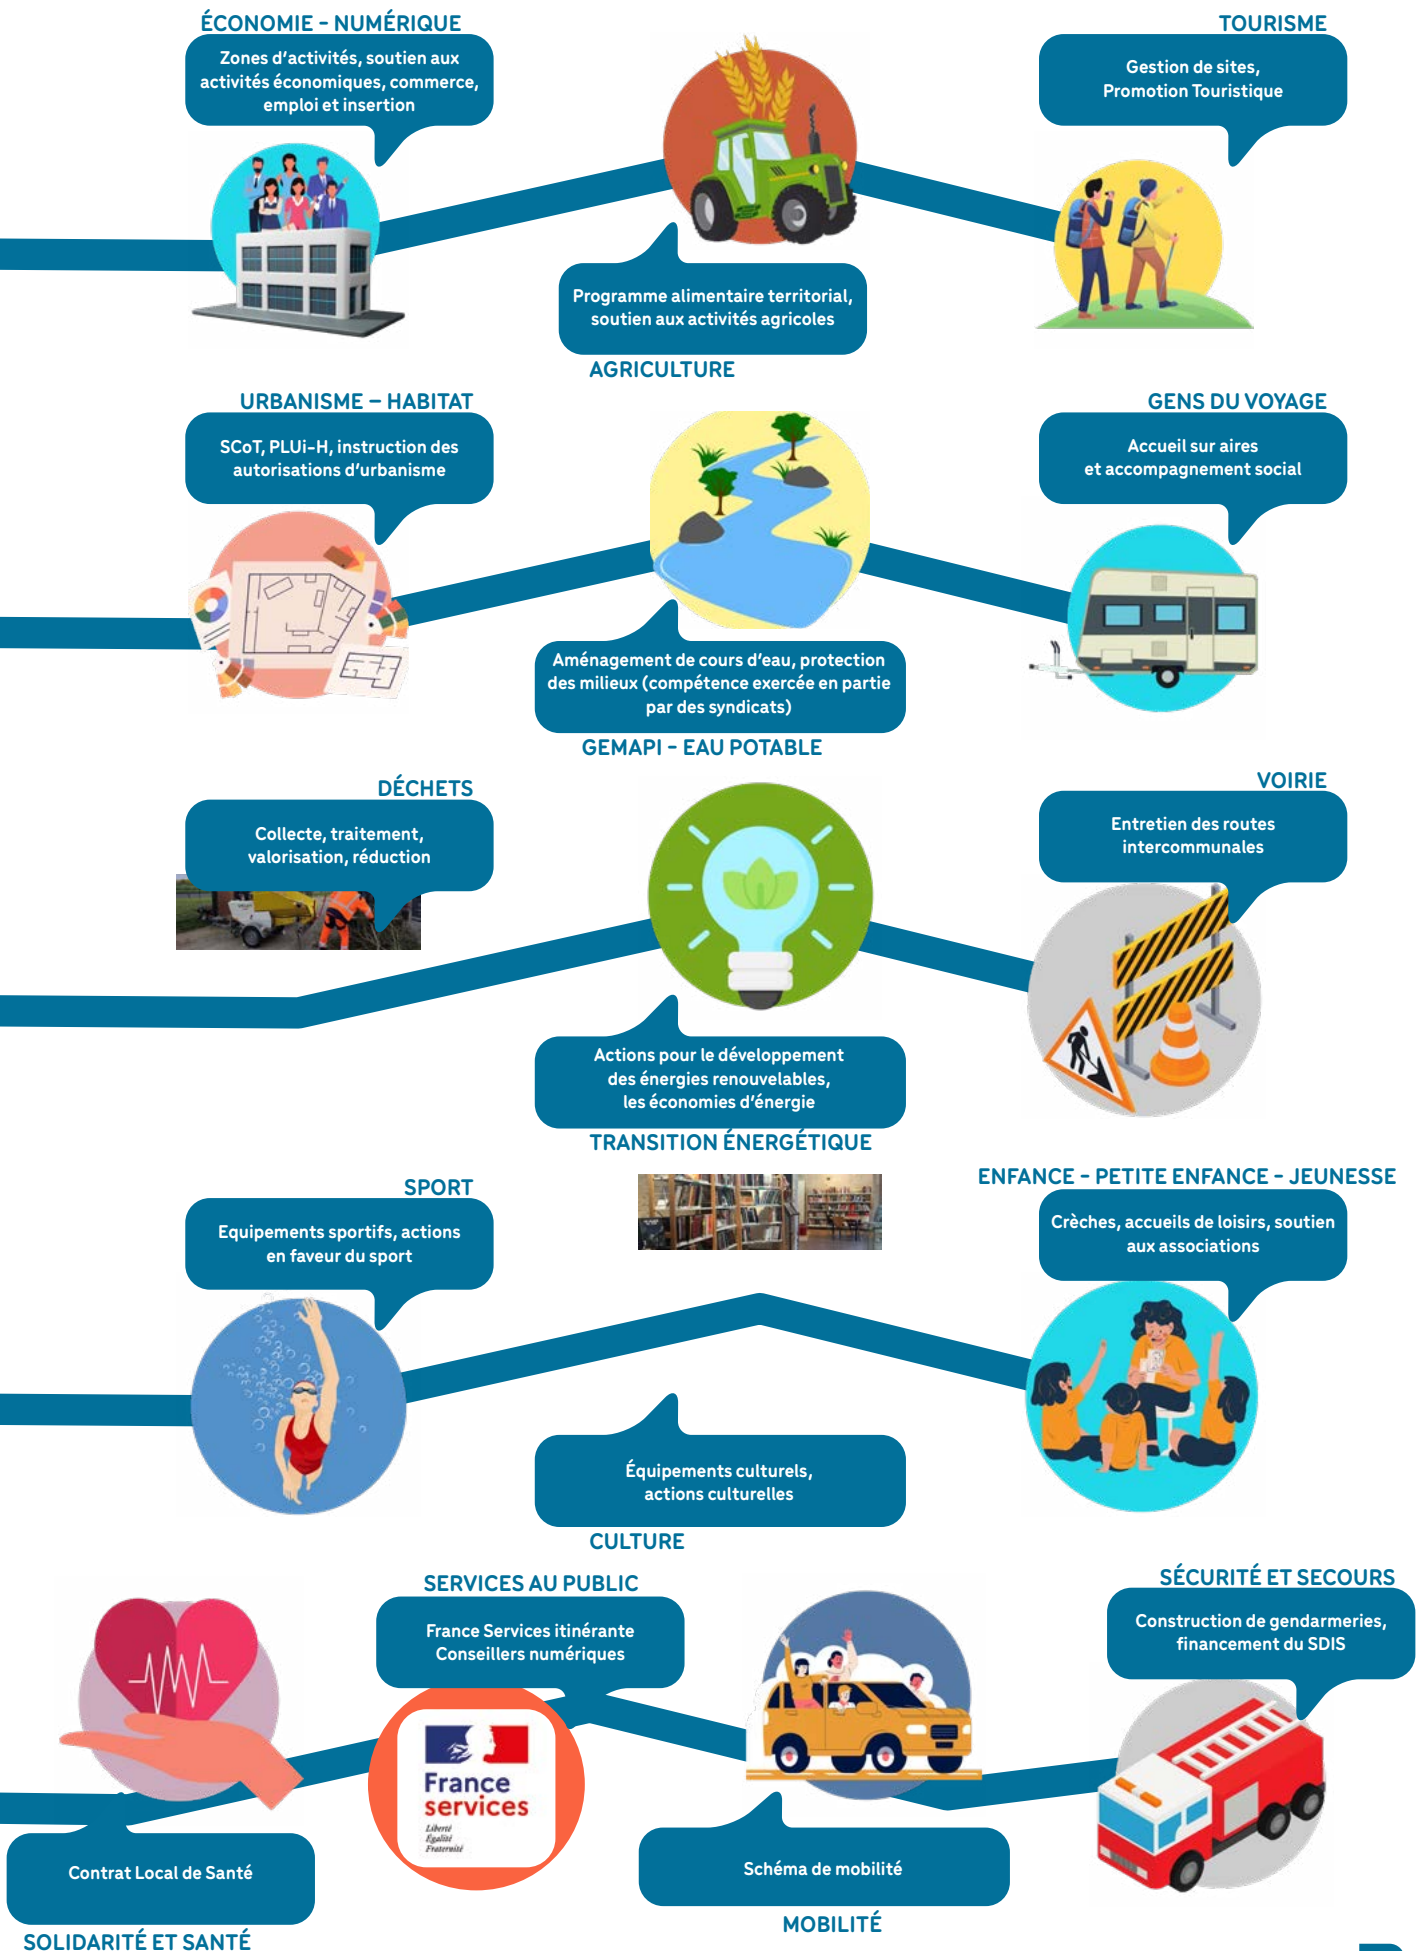 ÉCONOMIE - NUMÉRIQUE
Zones d'activités, soutien aux
activités économiques, commerce,
emploi et insertion
Programme alimentaire territorial,
soutien aux activités agricoles
AGRICULTURE
TOURISME
Gestion de sites,
Promotion Touristique
URBANISME – HABITAT
SCoT, PLUi-H, instruction des
autorisations d'urbanisme
Aménagement de cours d'eau, protection
des milieux (compétence exercée en partie
par des syndicats)
GEMAPI - EAU POTABLE
GENS DU VOYAGE
Accueil sur aires
et accompagnement social
DÉCHETS
Collecte, traitement,
valorisation, réduction
Actions pour le développement
des énergies renouvelables,
les économies d'énergie
TRANSITION ÉNERGÉTIQUE
VOIRIE
Entretien des routes
intercommunales
SPORT
Equipements sportifs, actions
en faveur du sport
Équipements culturels,
actions culturelles
CULTURE
ENFANCE - PETITE ENFANCE - JEUNESSE
Crèches, accueils de loisirs, soutien
aux associations
Contrat Local de Santé
SOLIDARITÉ ET SANTÉ
SERVICES AU PUBLIC
France Services itinérante
Conseillers numériques
France
services
Liberté
Égalité
Fraternité
Schéma de mobilité
MOBILITÉ
SÉCURITÉ ET SECOURS
Construction de gendarmeries,
financement du SDIS